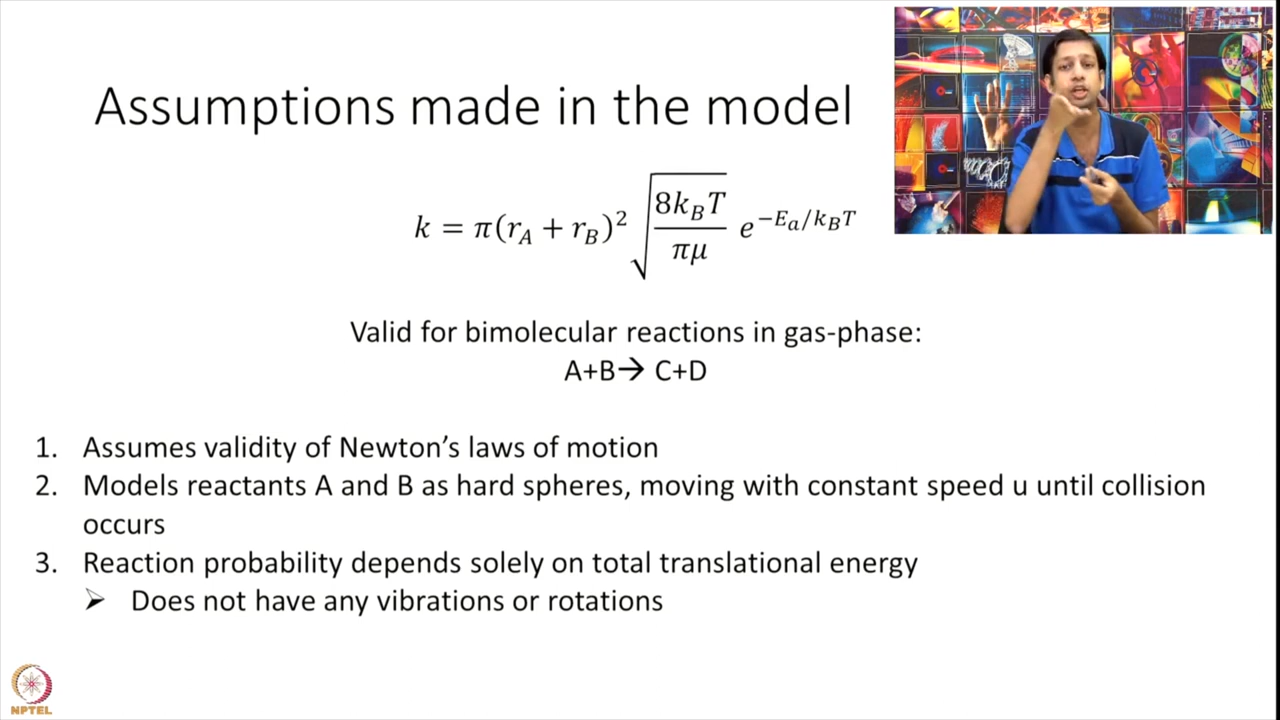 Assumptions made in the model
k = π(r_A + r_B)² √(8k_BT/πμ) e^(−E_a/k_BT)
Valid for bimolecular reactions in gas-phase:
A+B→ C+D
1. Assumes validity of Newton’s laws of motion
2. Models reactants A and B as hard spheres, moving with constant speed u until collision
occurs
3. Reaction probability depends solely on total translational energy
➢ Does not have any vibrations or rotations
NPTEL